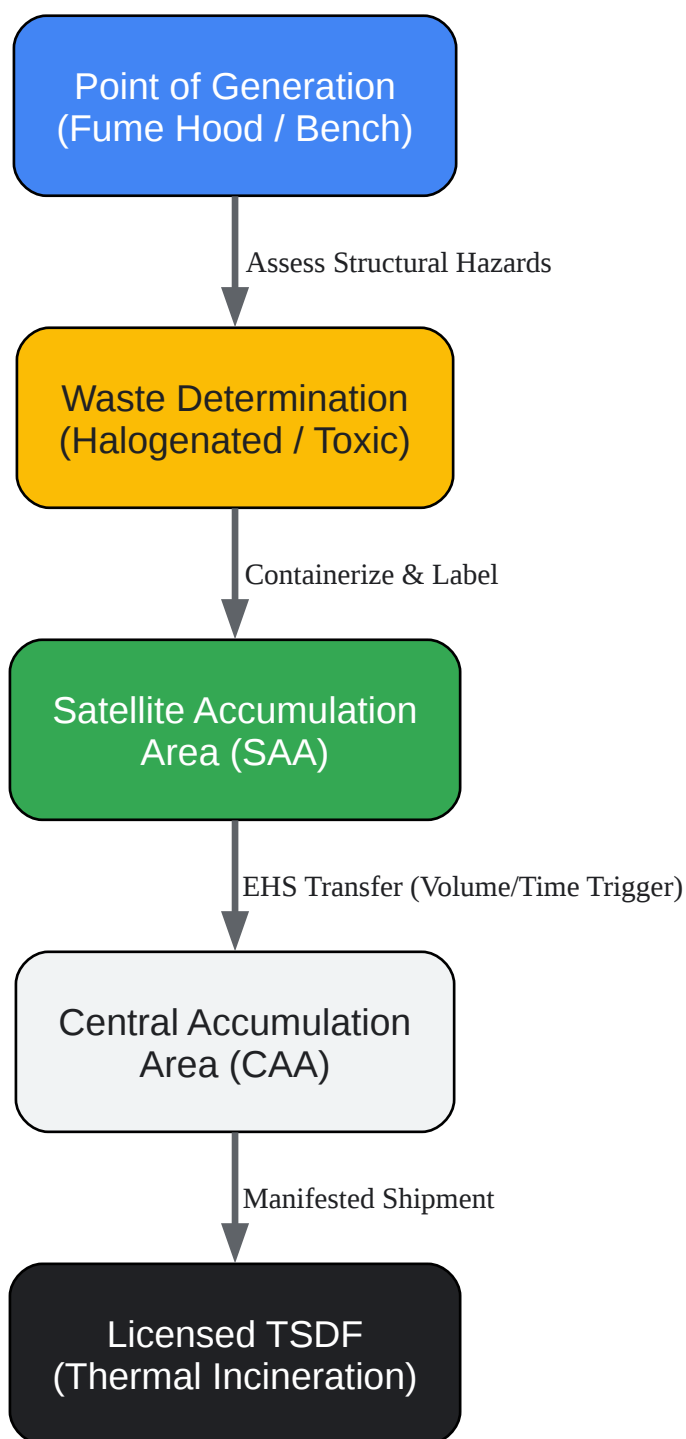 Point of Generation
(Fume Hood / Bench)
Assess Structural Hazards
Waste Determination
(Halogenated / Toxic)
Containerize & Label
Satellite Accumulation
Area (SAA)
EHS Transfer (Volume/Time Trigger)
Central Accumulation
Area (CAA)
Manifested Shipment
Licensed TSDF
(Thermal Incineration)